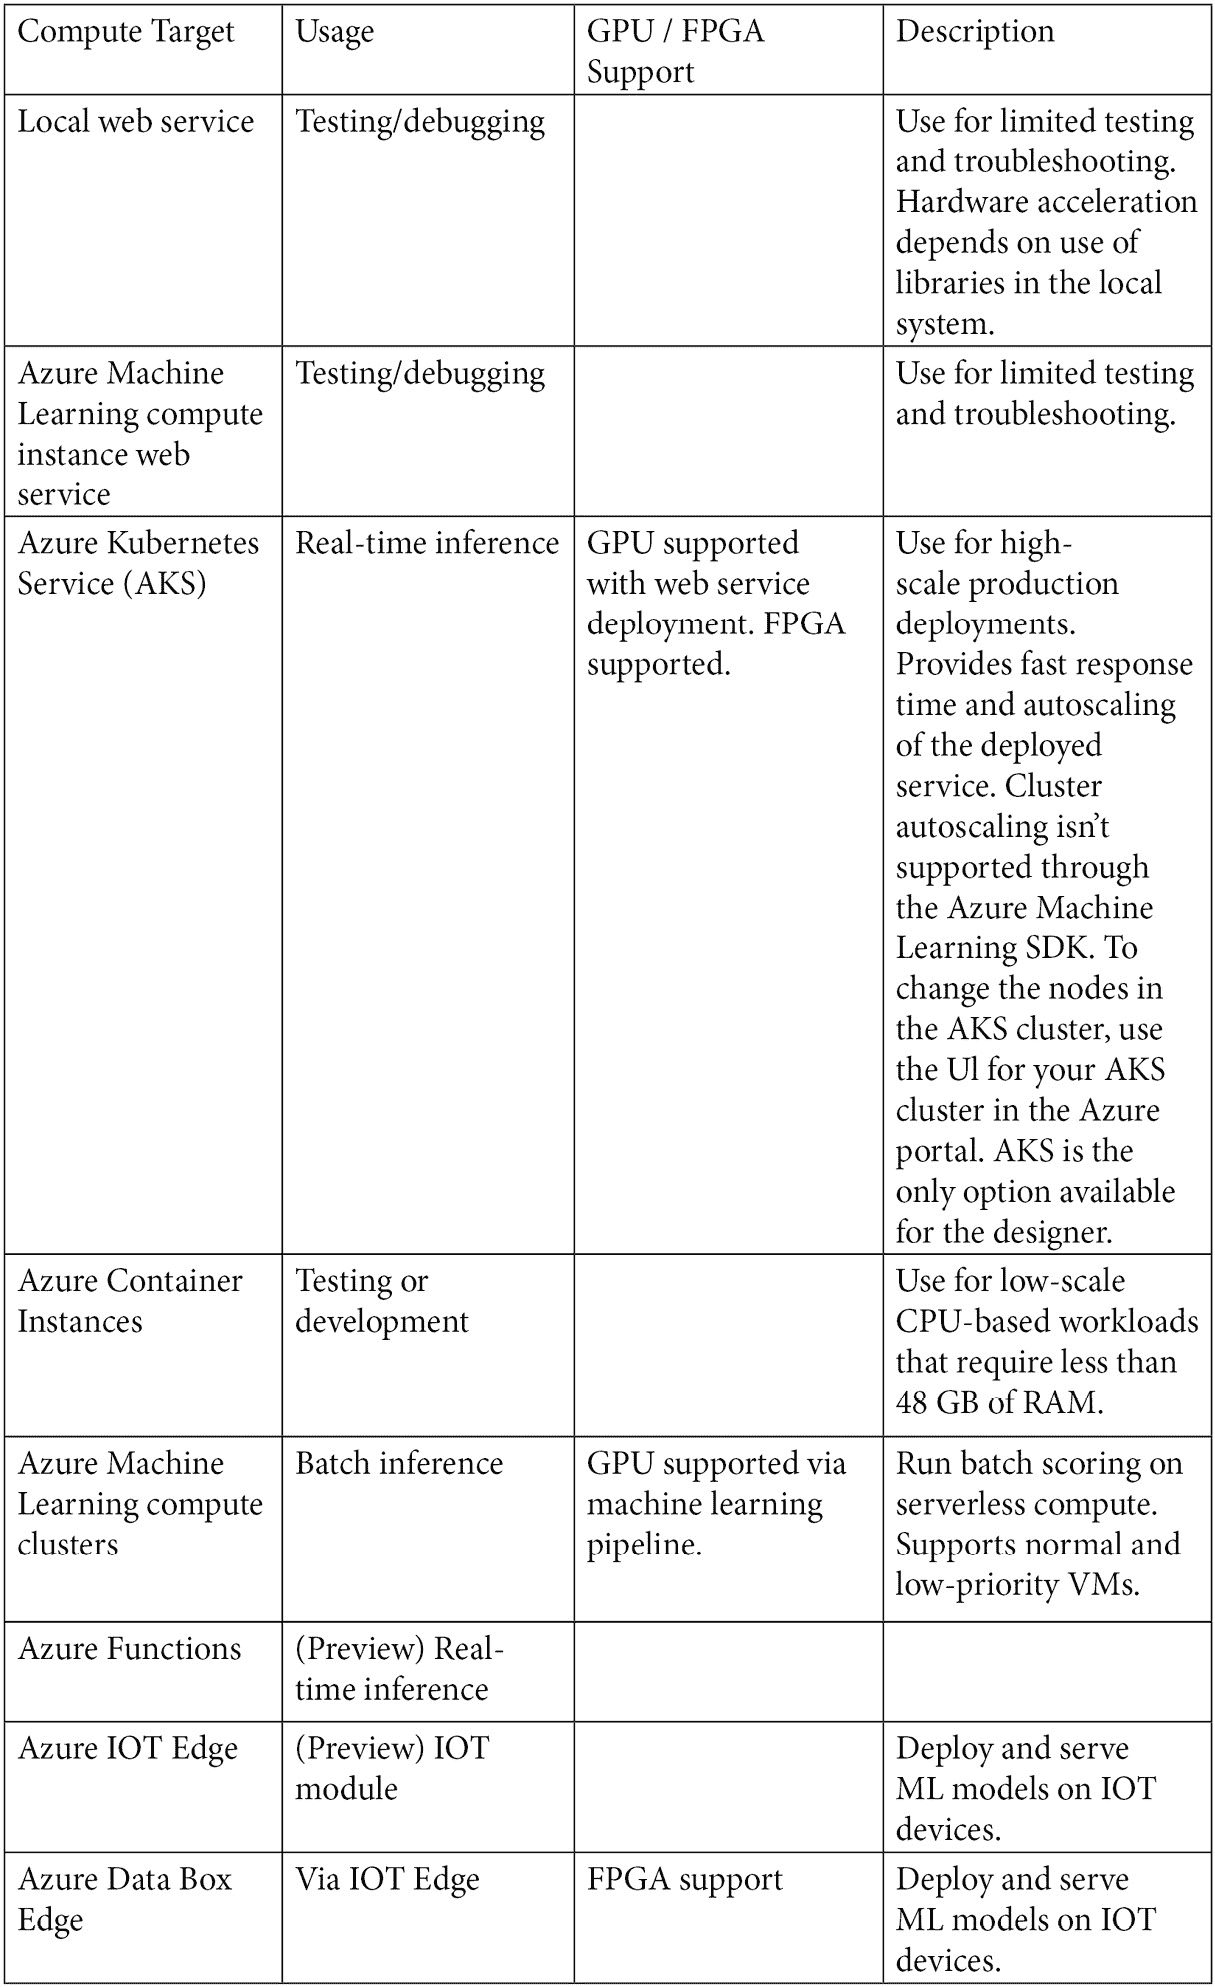 Compute Target
Usage
GPU / FPGA
Support
Description
Local web service
Testing/debugging
Use for limited testing
and troubleshooting.
Hardware acceleration
depends on use of
libraries in the local
system.
Azure Machine
Learning compute
instance web
service
Testing/debugging
Use for limited testing
and troubleshooting.
Azure Kubernetes
Service (AKS)
Real-time inference
GPU supported
with web service
deployment. FPGA
supported.
Use for high-
scale production
deployments.
Provides fast response
time and autoscaling
of the deployed
service. Cluster
autoscaling isn’t
supported through
the Azure Machine
Learning SDK. To
change the nodes in
the AKS cluster, use
the Ul for your AKS
cluster in the Azure
portal. AKS is the
only option available
for the designer.
Azure Container
Instances
Testing or
development
Use for low-scale
CPU-based workloads
that require less than
48 GB of RAM.
Azure Machine
Learning compute
clusters
Batch inference
GPU supported via
machine learning
pipeline.
Run batch scoring on
serverless compute.
Supports normal and
low-priority VMs.
Azure Functions
(Preview) Real-
time inference
Azure IOT Edge
(Preview) IOT
module
Deploy and serve
ML models on IOT
devices.
Azure Data Box
Edge
Via IOT Edge
FPGA support
Deploy and serve
ML models on IOT
devices.